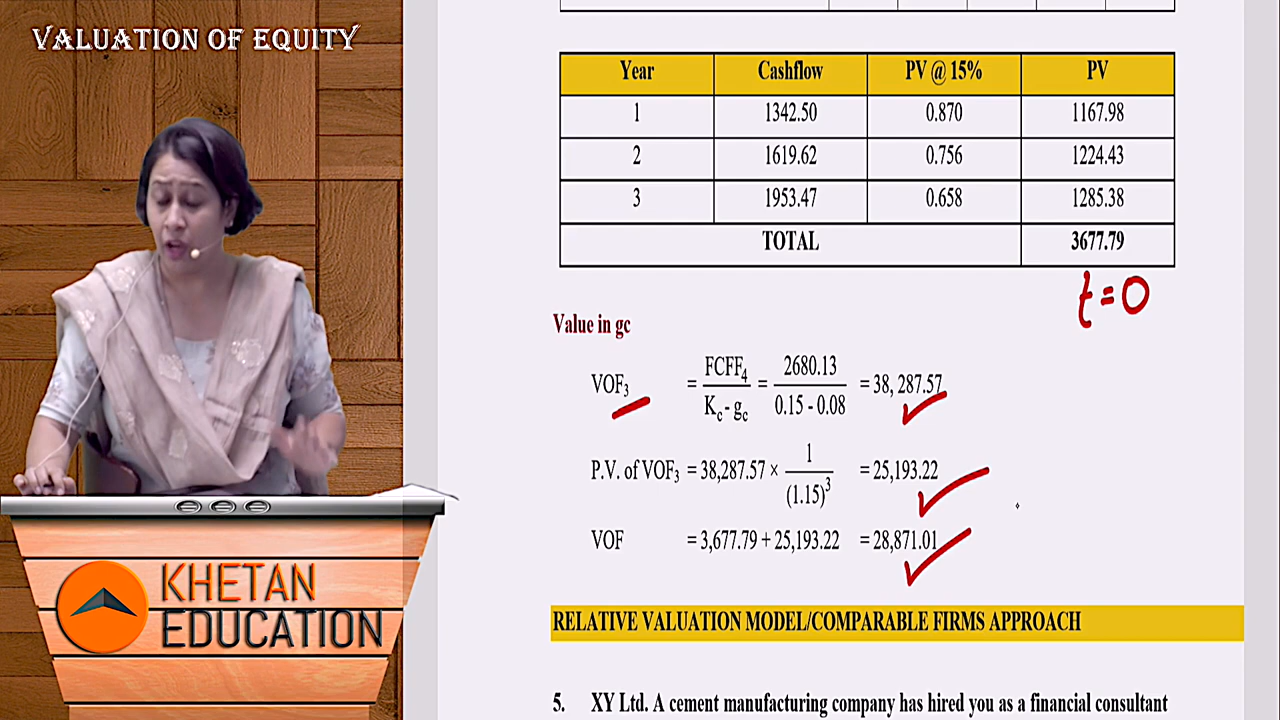 VALUATION OF EQUITY
Year Cashflow PV @ 15% PV
1 1342.50 0.870 1167.98
2 1619.62 0.756 1224.43
3 1953.47 0.658 1285.38
TOTAL 3677.79
t = 0
Value in gc
VOF₃ = FCFF₄ / K_c - g_c = 2680.13 / 0.15 - 0.08 = 38, 287.57
P.V. of VOF₃ = 38,287.57 × 1 / (1.15)³ = 25,193.22
VOF = 3,677.79 + 25,193.22 = 28,871.01
RELATIVE VALUATION MODEL/COMPARABLE FIRMS APPROACH
5. XY Ltd. A cement manufacturing company has hired you as a financial consultant
KHETAN
EDUCATION